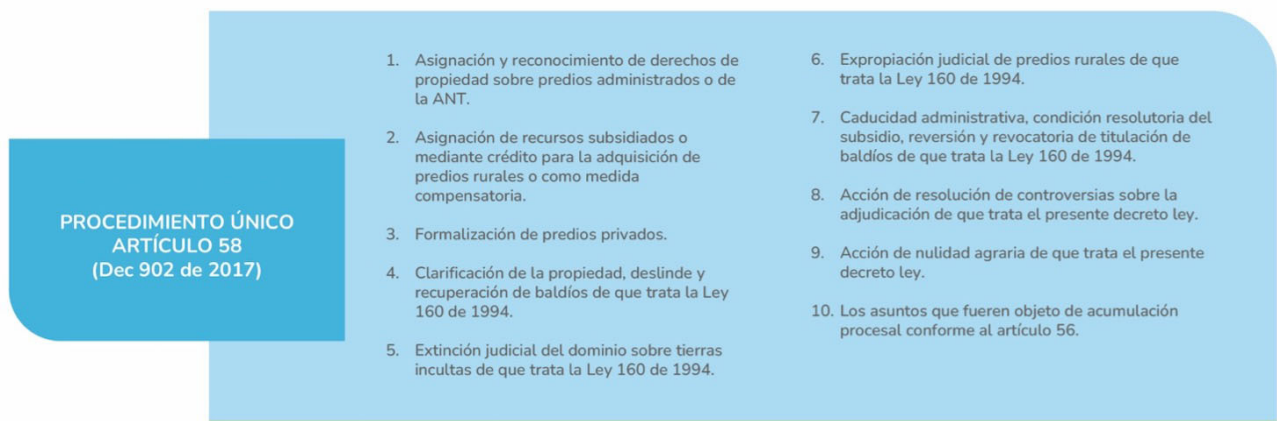 PROCEDIMIENTO ÚNICO
ARTÍCULO 58
(Dec 902 de 2017)
1. Asignación y reconocimiento de derechos de
propiedad sobre predios administrados o de
la ANT.
2. Asignación de recursos subsidiados o
mediante crédito para la adquisición de
predios rurales o como medida
compensatoria.
3. Formalización de predios privados.
4. Clarificación de la propiedad, deslinde y
recuperación de baldíos de que trata la Ley
160 de 1994.
5. Extinción judicial del dominio sobre tierras
incultas de que trata la Ley 160 de 1994.
6. Expropiación judicial de predios rurales de que
trata la Ley 160 de 1994.
7. Caducidad administrativa, condición resolutoria del
subsidio, reversión y revocatoria de titulación de
baldíos de que trata la Ley 160 de 1994.
8. Acción de resolución de controversias sobre la
adjudicación de que trata el presente decreto ley.
9. Acción de nulidad agraria de que trata el presente
decreto ley.
10. Los asuntos que fueren objeto de acumulación
procesal conforme al artículo 56.